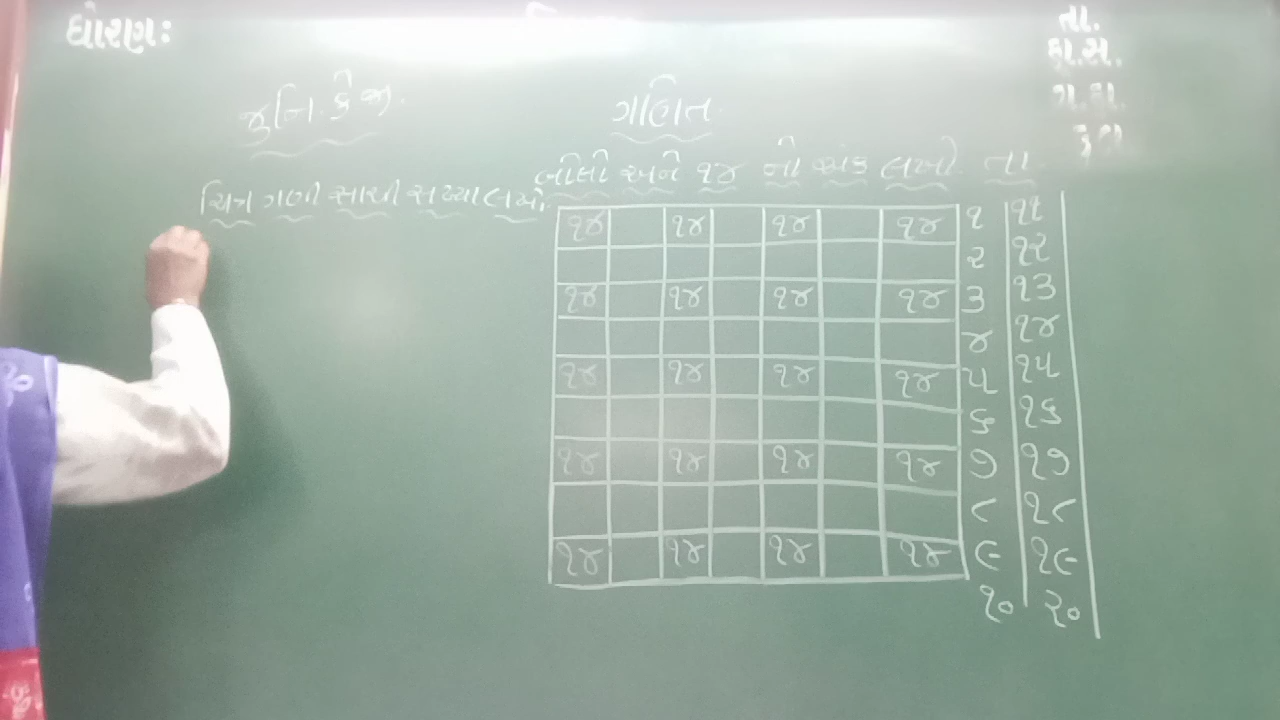 ધોરણઃ
તા.
કા.સ.
ગ.હા.
કુલ
જુનિ. કેજી.
ગણિત
ચિત્ર ગણી સાચી સંખ્યા લખો.
બોલી અને ૧૪ નો અંક લખો. તા
૧૪ ૧૪ ૧૪ ૧૪ ૧ ૧૧
૨ ૧૨
૧૪ ૧૪ ૧૪ ૧૪ ૩ ૧૩
૪ ૧૪
૧૪ ૧૪ ૧૪ ૧૪ ૫ ૧૫
૬ ૧૬
૧૪ ૧૪ ૧૪ ૧૪ ૭ ૧૭
૮ ૧૮
૧૪ ૧૪ ૧૪ ૧૪ ૯ ૧૯
૧૦ ૨૦